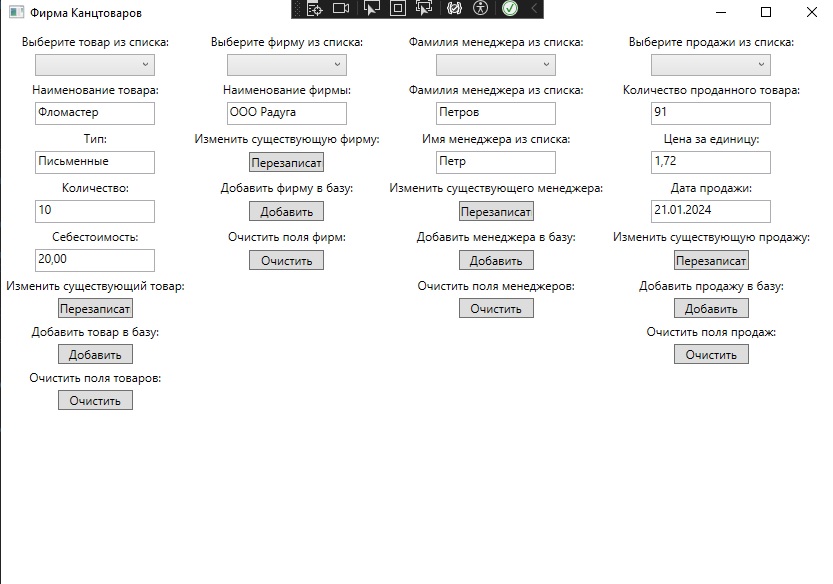 Фирма Канцтоваров
Выберите товар из списка:
Наименование товара:
Фломастер
Тип:
Письменные
Количество:
10
Себестоимость:
20,00
Изменить существующий товар:
Перезаписат
Добавить товар в базу:
Добавить
Очистить поля товаров:
Очистить
Выберите фирму из списка:
Наименование фирмы:
ООО Радуга
Изменить существующую фирму:
Перезаписат
Добавить фирму в базу:
Добавить
Очистить поля фирм:
Очистить
Фамилия менеджера из списка:
Фамилия менеджера из списка:
Петров
Имя менеджера из списка:
Петр
Изменить существующего менеджера:
Перезаписат
Добавить менеджера в базу:
Добавить
Очистить поля менеджеров:
Очистить
Выберите продажи из списка:
Количество проданного товара:
91
Цена за единицу:
1,72
Дата продажи:
21.01.2024
Изменить существующую продажу:
Перезаписат
Добавить продажу в базу:
Добавить
Очистить поля продаж:
Очистить